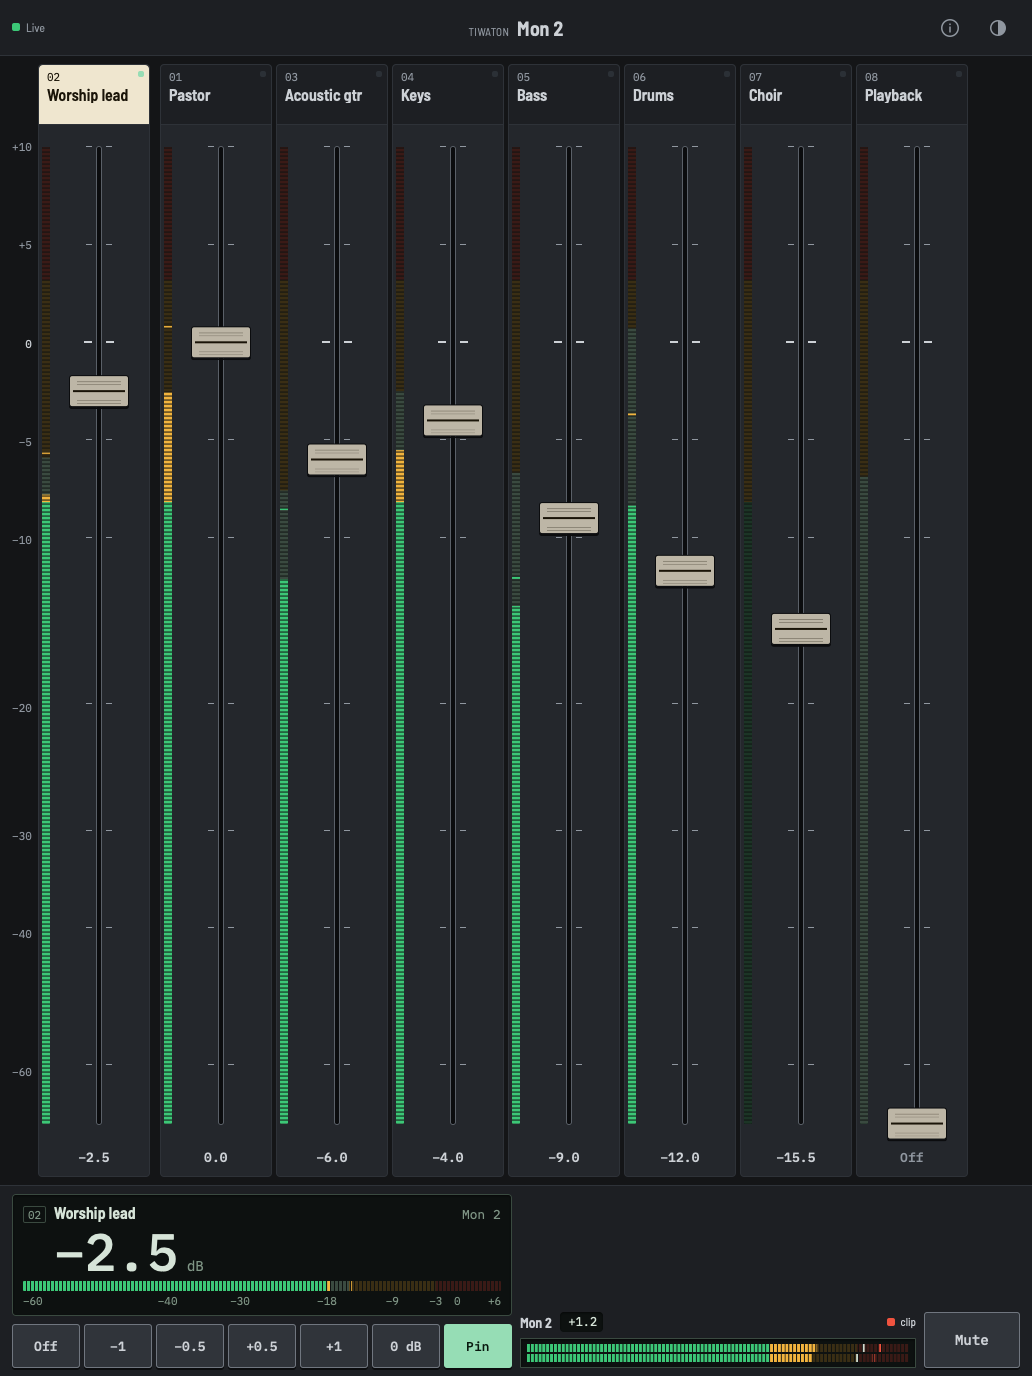 Live
TIWATON Mon 2
02
Worship lead
01
Pastor
03
Acoustic gtr
04
Keys
05
Bass
06
Drums
07
Choir
08
Playback
+10
+5
0
−5
−10
−20
−30
−40
−60
−2.5
0.0
−6.0
−4.0
−9.0
−12.0
−15.5
Off
02 Worship lead Mon 2
−2.5 dB
−60 −40 −30 −18 −9 −3 0 +6
Off −1 −0.5 +0.5 +1 0 dB Pin
Mon 2 +1.2 clip
Mute